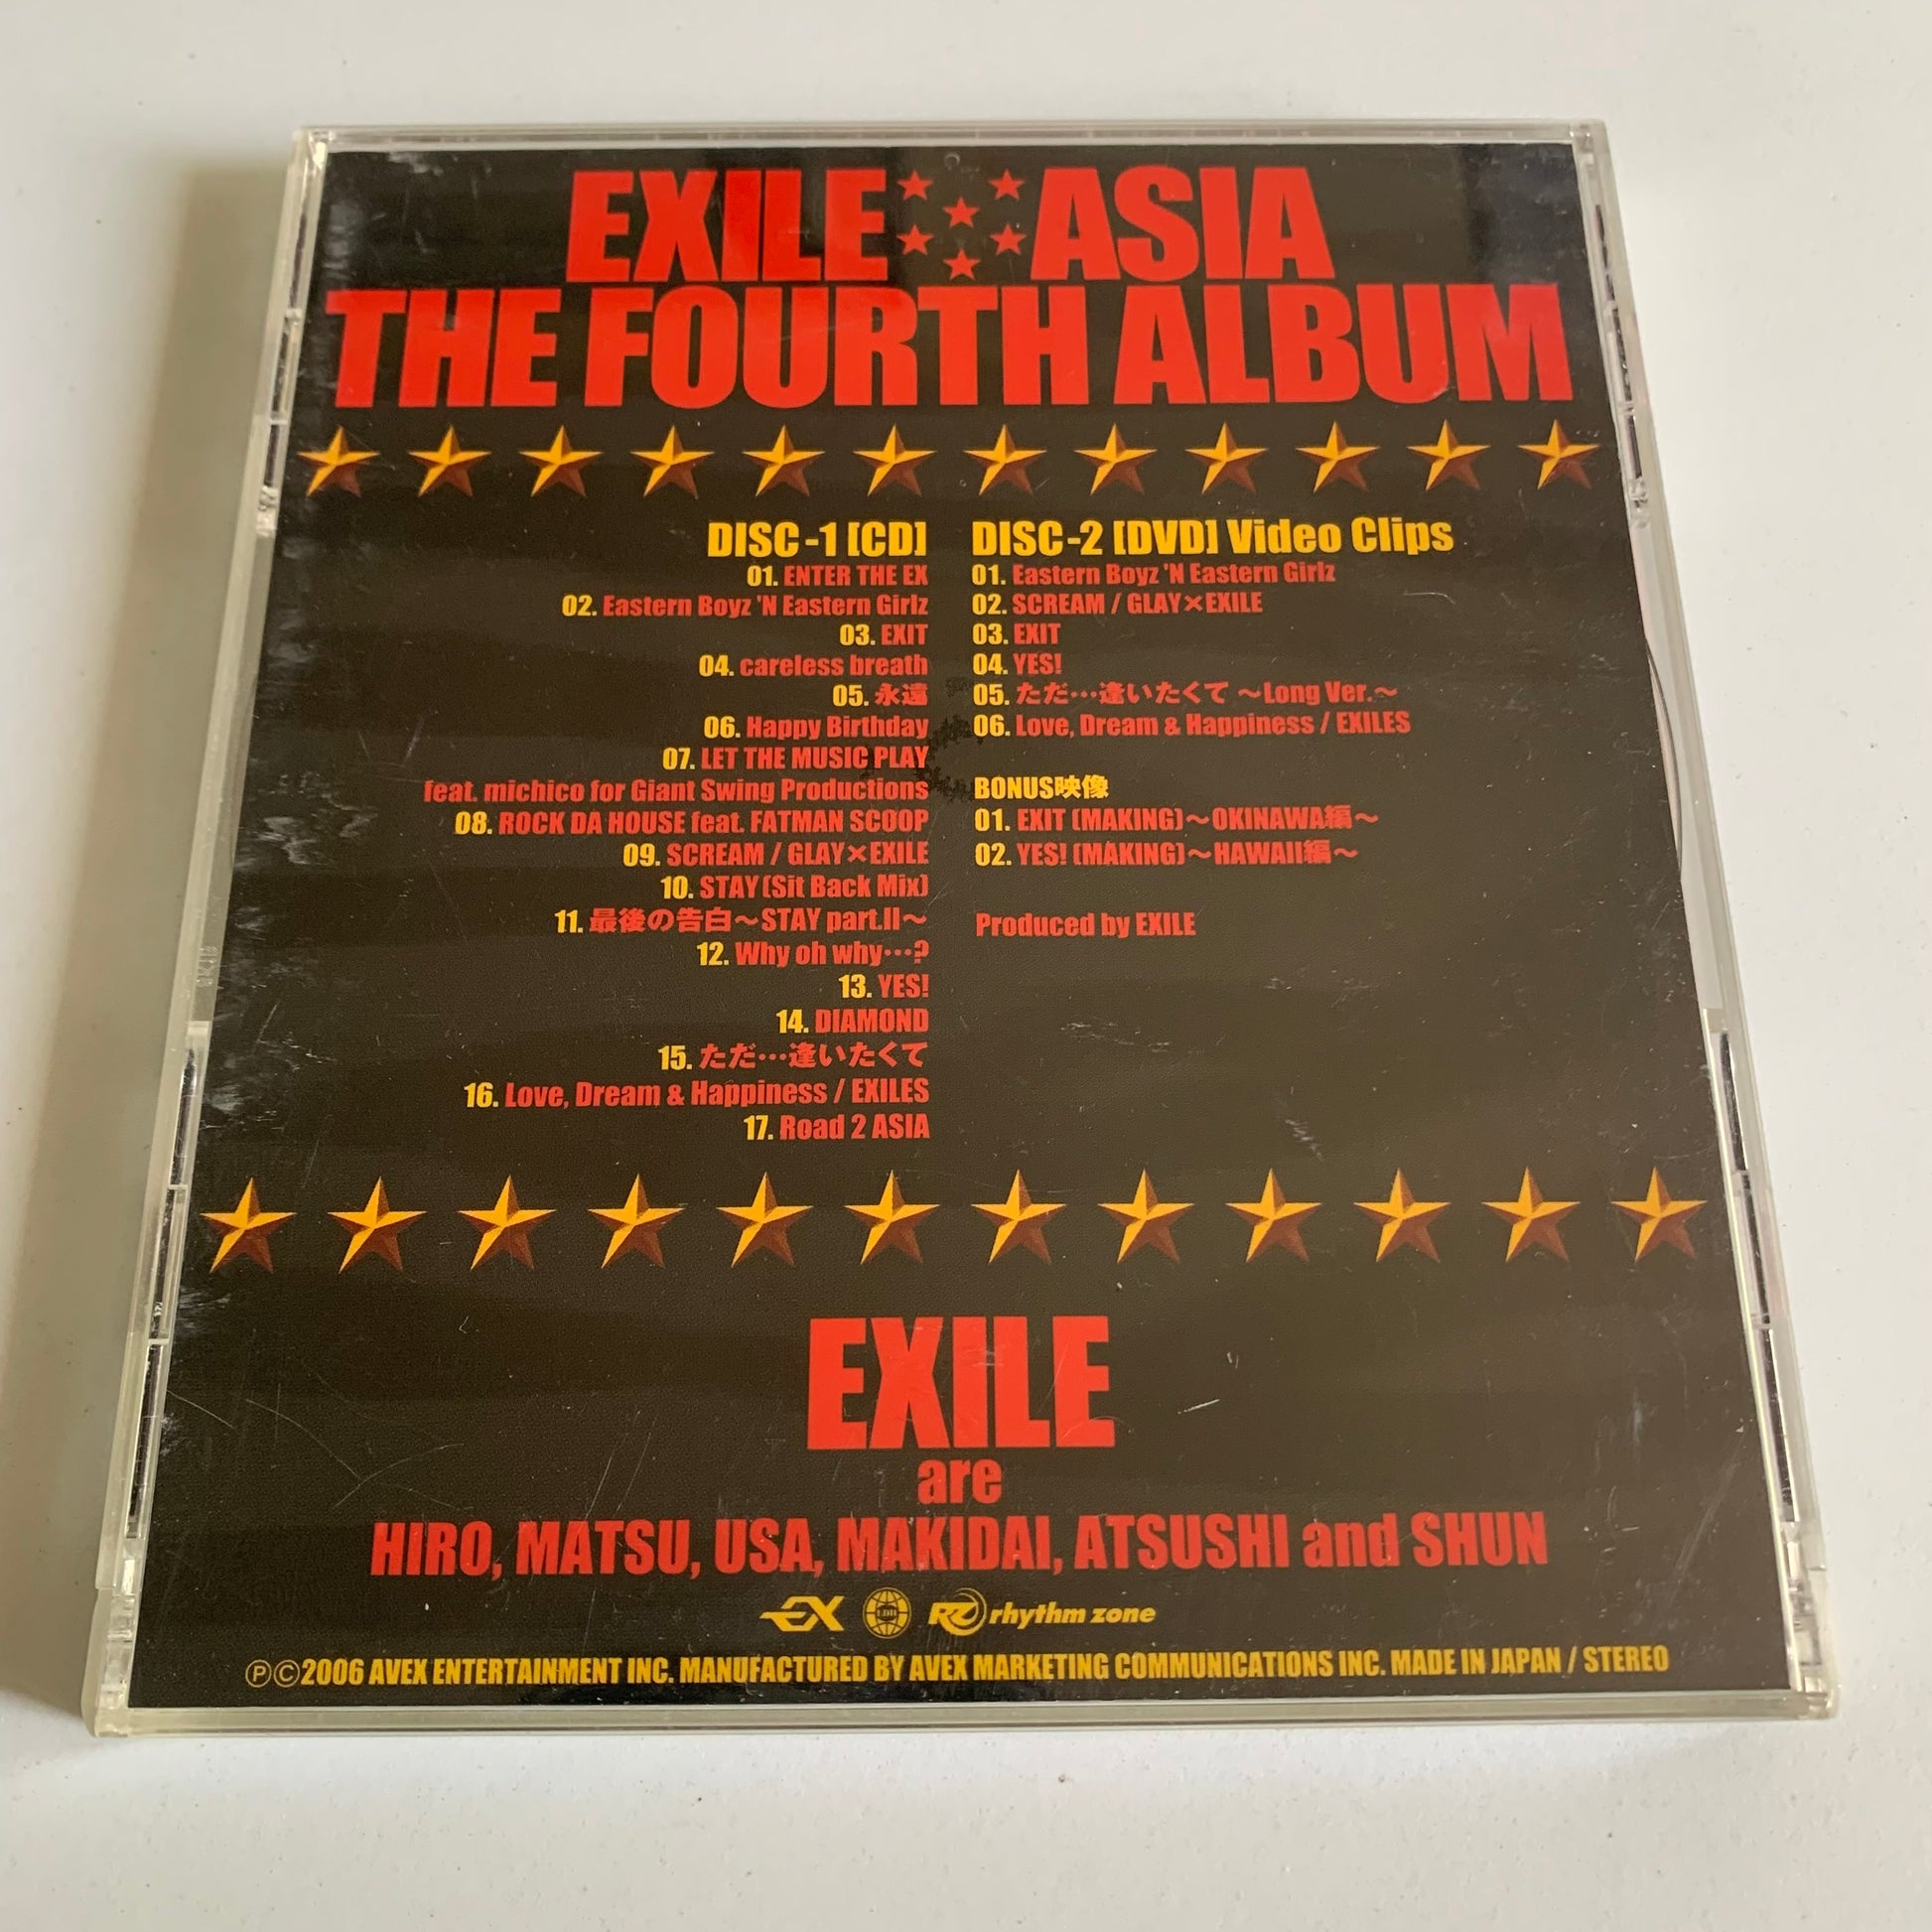 EXILE ASIA
THE FOURTH ALBUM
DISC-1 [CD]
01. ENTER THE EX
02. Eastern Boyz 'N Eastern Girlz
03. EXIT
04. careless breath
05. 永遠
06. Happy Birthday
07. LET THE MUSIC PLAY
feat. michico for Giant Swing Productions
08. ROCK DA HOUSE feat. FATMAN SCOOP
09. SCREAM / GLAY×EXILE
10. STAY (Sit Back Mix)
11. 最後の告白～STAY part.II～
12. Why oh why…?
13. YES!
14. DIAMOND
15. ただ…逢いたくて
16. Love, Dream & Happiness / EXILES
17. Road 2 ASIA
DISC-2 [DVD] Video Clips
01. Eastern Boyz 'N Eastern Girlz
02. SCREAM / GLAY×EXILE
03. EXIT
04. YES!
05. ただ…逢いたくて ～Long Ver.～
06. Love, Dream & Happiness / EXILES
BONUS映像
01. EXIT (MAKING)～OKINAWA編～
02. YES! (MAKING)～HAWAII編～
Produced by EXILE
EXILE
are
HIRO, MATSU, USA, MAKIDAI, ATSUSHI and SHUN
EX LDH RZ rhythm zone
Ⓟ©2006 AVEX ENTERTAINMENT INC. MANUFACTURED BY AVEX MARKETING COMMUNICATIONS INC. MADE IN JAPAN / STEREO